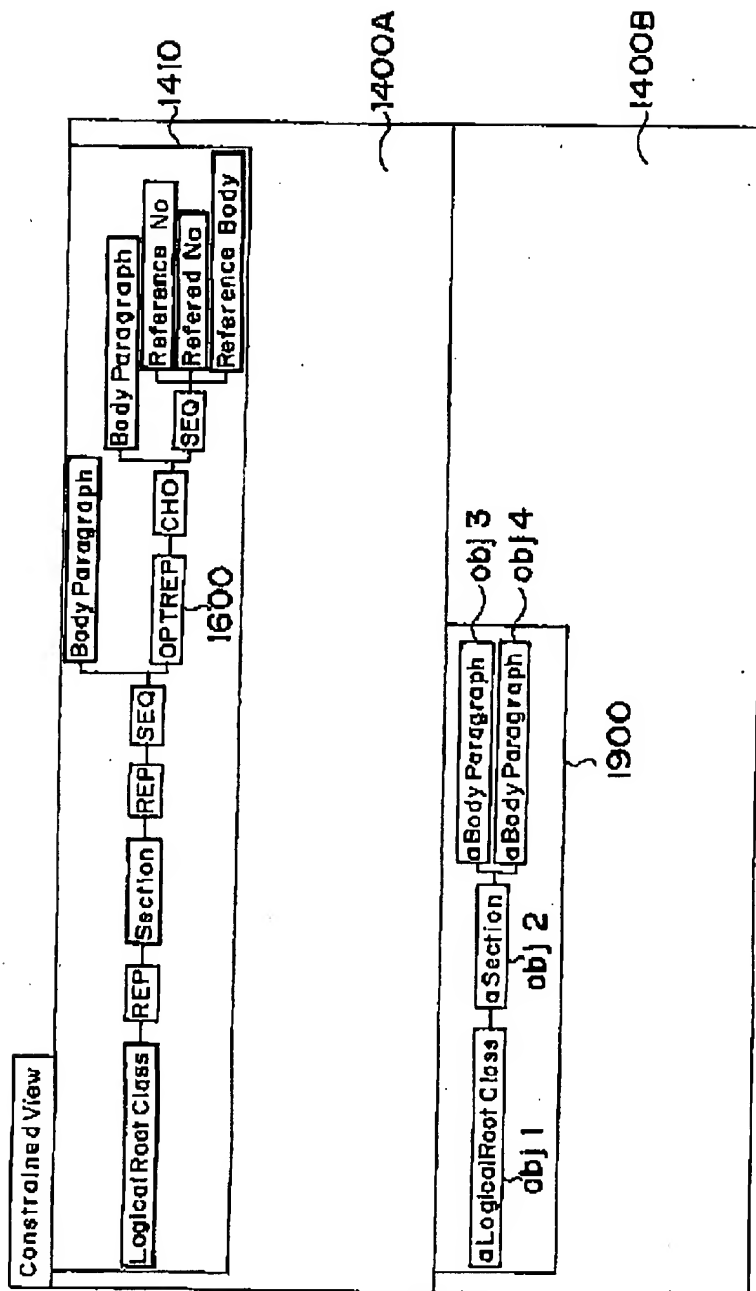 Constrained View
1410
Logical Root Class
REP
Section
REP
SEQ
Body Paragraph
OPTREP
1600
CHO
Body Paragraph
SEQ
Reference No
Refered No
Reference Body
1400A
aLogicalRoot Class
obj 1
aSection
obj 2
aBody Paragraph
obj 3
aBody Paragraph
obj 4
1900
1400B